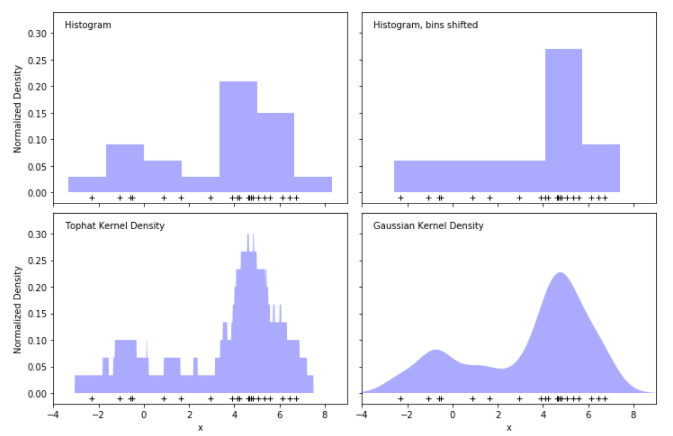 Histogram
Histogram, bins shifted
0.30
0.25
0.20
0.15
0.10
0.05
0.00
Normalized Density
Tophat Kernel Density
Gaussian Kernel Density
0.30
0.25
0.20
0.15
0.10
0.05
0.00
Normalized Density
−4 −2 0 2 4 6 8
−4 −2 0 2 4 6 8
x
x